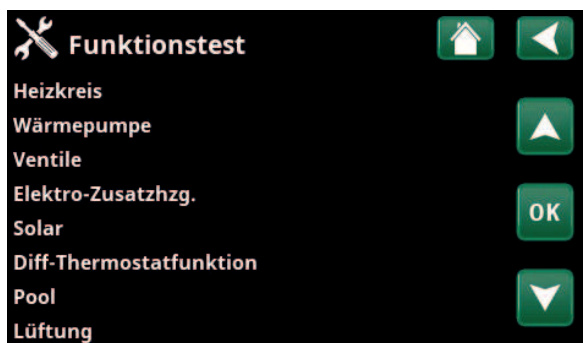 Funktionstest
Heizkreis
Wärmepumpe
Ventile
Elektro-Zusatzhzg.
OK
Solar
Diff-Thermostatfunktion
Pool
Lüftung